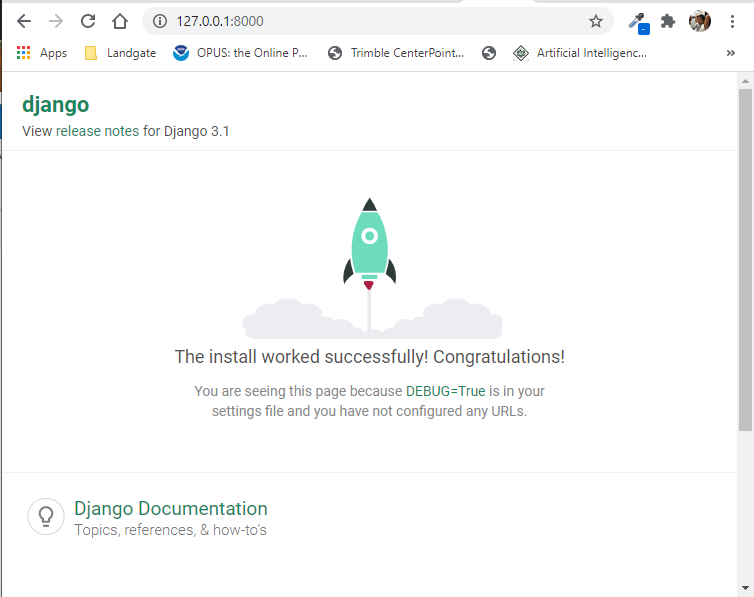 127.0.0.1:8000
Apps Landgate OPUS: the Online P... Trimble CenterPoint... Artificial Intelligenc... »
django
View release notes for Django 3.1
The install worked successfully! Congratulations!
You are seeing this page because DEBUG=True is in your
settings file and you have not configured any URLs.
Django Documentation
Topics, references, & how-to's